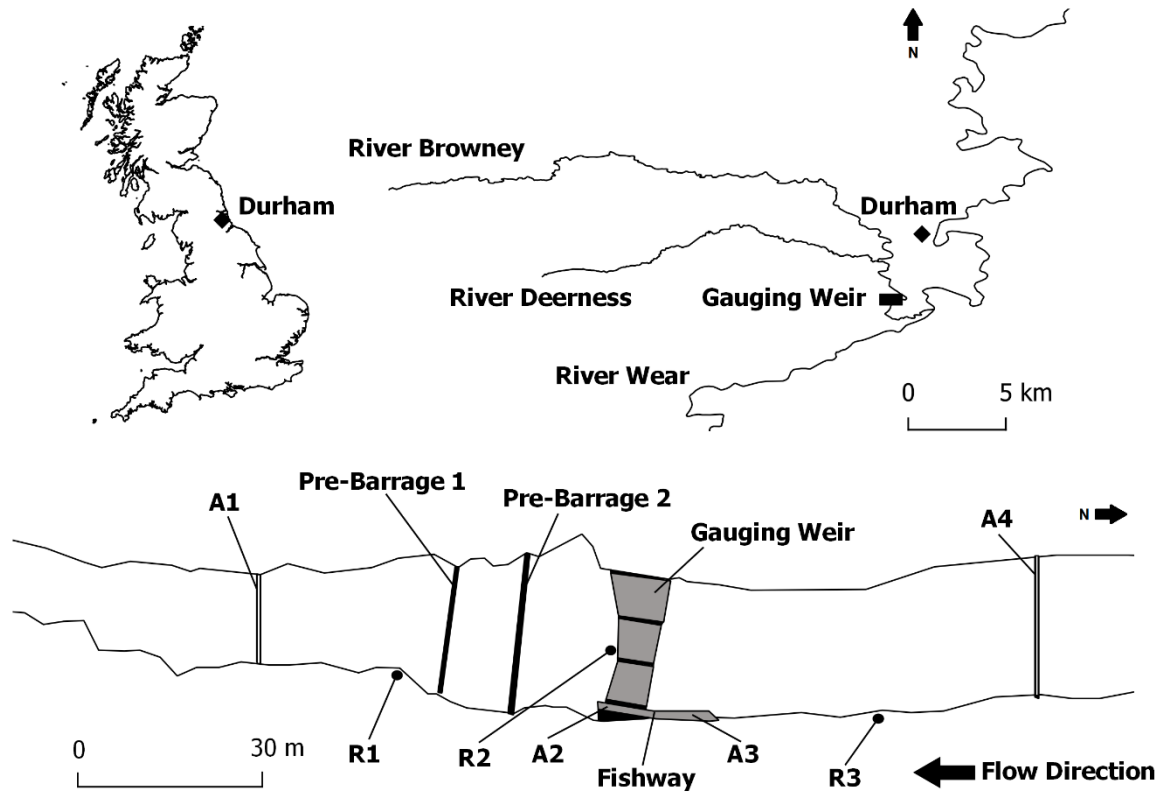 N
River Browney
Durham
Durham
River Deerness
Gauging Weir
River Wear
0
5 km
Pre-Barrage 1
A1
Pre-Barrage 2
A4
N
Gauging Weir
0
30 m
R1
R2
A2
Fishway
A3
R3
Flow Direction